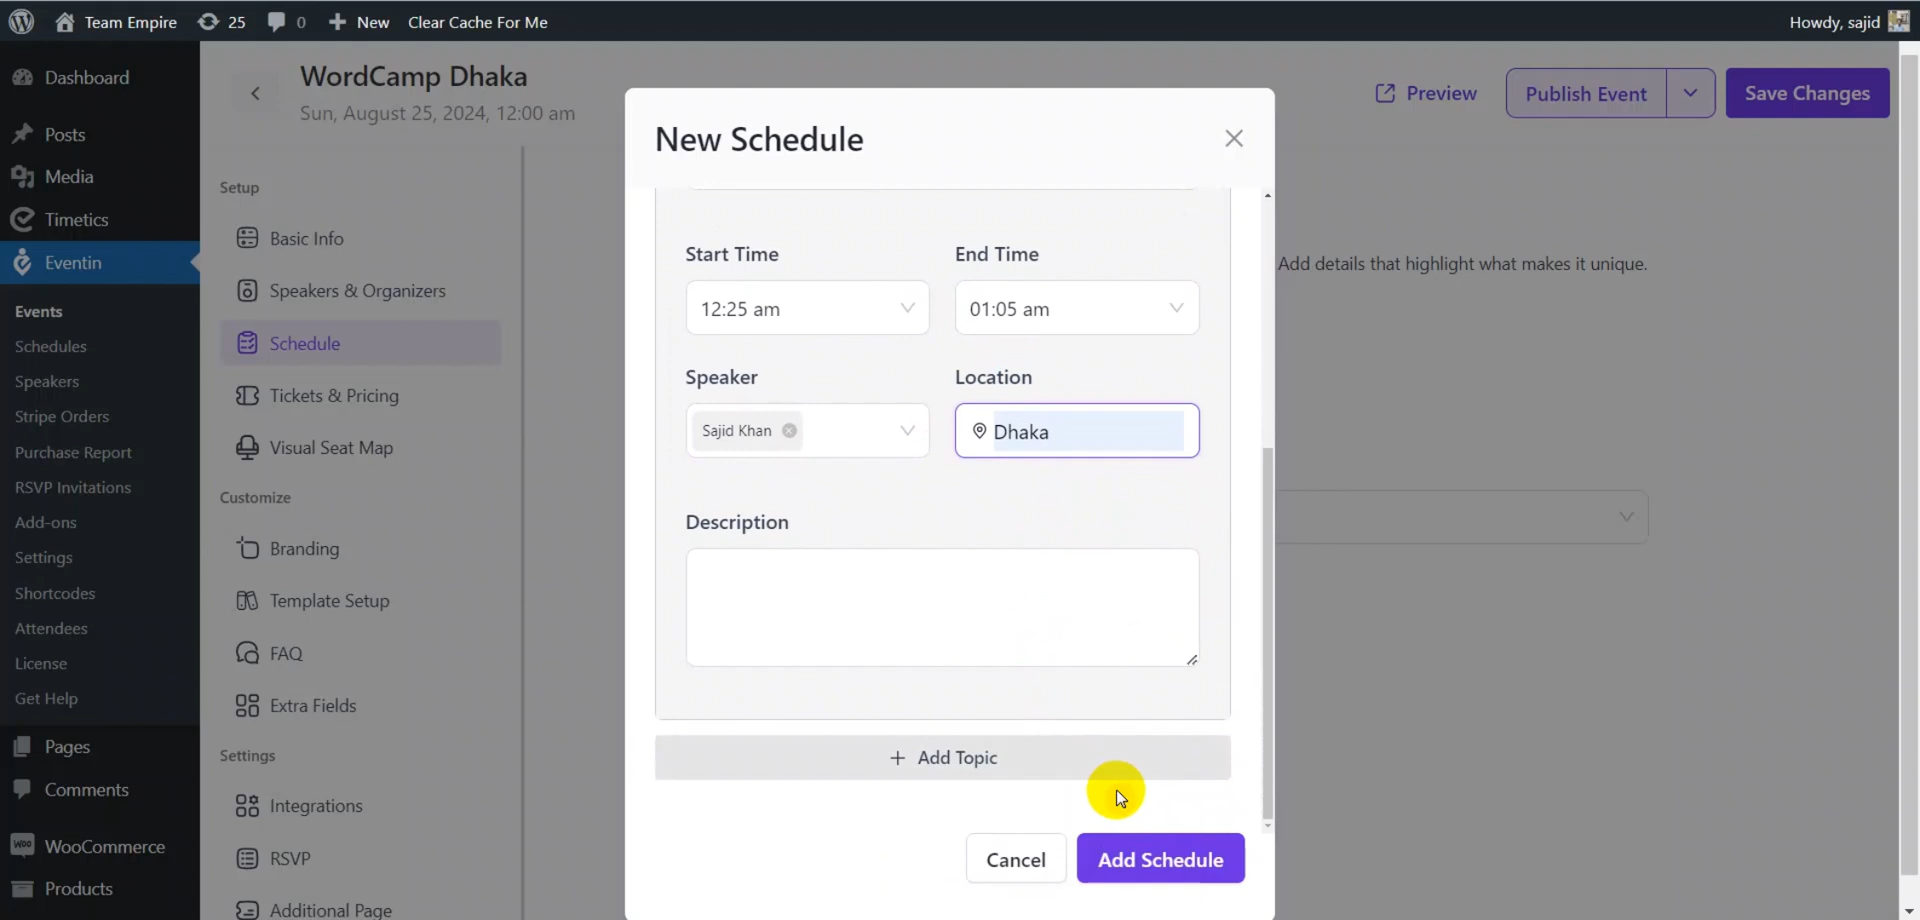 Team Empire 25 0 New Clear Cache For Me Howdy, sajid
Dashboard
Posts
Media
Timetics
Eventin
Events
Schedules
Speakers
Stripe Orders
Purchase Report
RSVP Invitations
Add-ons
Settings
Shortcodes
Attendees
License
Get Help
Pages
Comments
WooCommerce
Products
WordCamp Dhaka
Sun, August 25, 2024, 12:00 am
Preview
Publish Event
Save Changes
Setup
Basic Info
Speakers & Organizers
Schedule
Tickets & Pricing
Visual Seat Map
Customize
Branding
Template Setup
FAQ
Extra Fields
Settings
Integrations
RSVP
Additional Page
Add details that highlight what makes it unique.
New Schedule
Start Time End Time
12:25 am 01:05 am
Speaker Location
Sajid Khan Dhaka
Description
+ Add Topic
Cancel Add Schedule